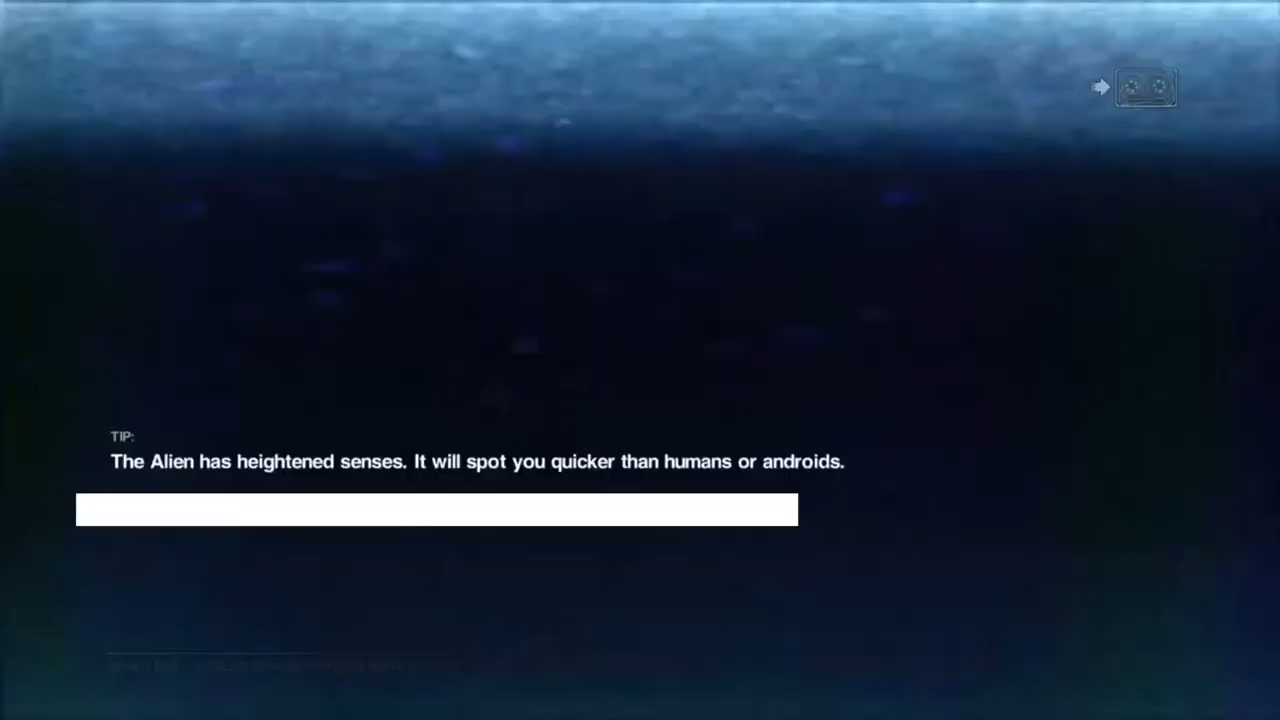 TIP:
The Alien has heightened senses. It will spot you quicker than humans or androids.